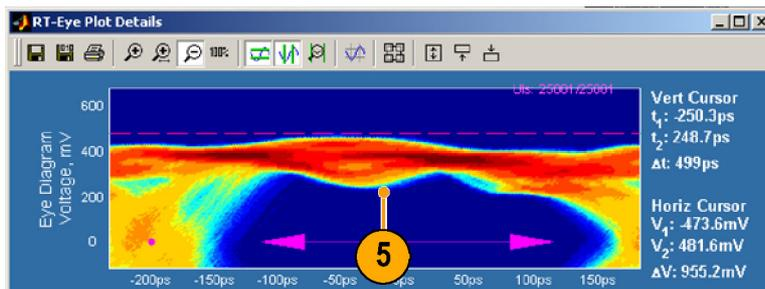 RT-Eye Plot Details
100%
UIs: 25001/25001
Eye Diagram
Voltage, mV
600
400
200
0
-200ps -150ps -100ps -50ps 50ps 100ps 150ps
5
Vert Cursor
t1: -250.3ps
t2: 248.7ps
Δt: 499ps
Horiz Cursor
V1: -473.6mV
V2: 481.6mV
ΔV: 955.2mV